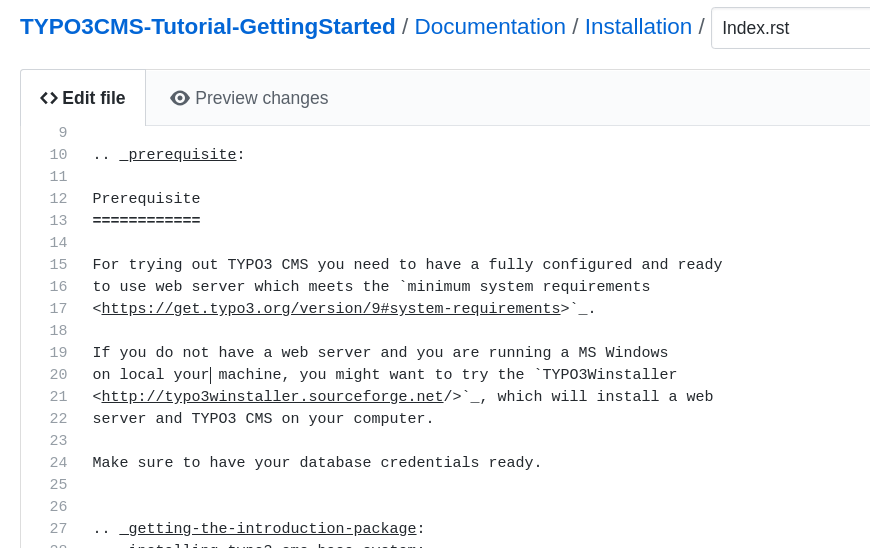 TYPO3CMS-Tutorial-GettingStarted / Documentation / Installation / Index.rst
Edit file Preview changes
9
10 .. _prerequisite:
11
12 Prerequisite
13 ============
14
15 For trying out TYPO3 CMS you need to have a fully configured and ready
16 to use web server which meets the `minimum system requirements
17 <https://get.typo3.org/version/9#system-requirements>`_.
18
19 If you do not have a web server and you are running a MS Windows
20 on local your machine, you might want to try the `TYPO3Winstaller
21 <http://typo3winstaller.sourceforge.net/>`_, which will install a web
22 server and TYPO3 CMS on your computer.
23
24 Make sure to have your database credentials ready.
25
26
27 .. _getting-the-introduction-package: